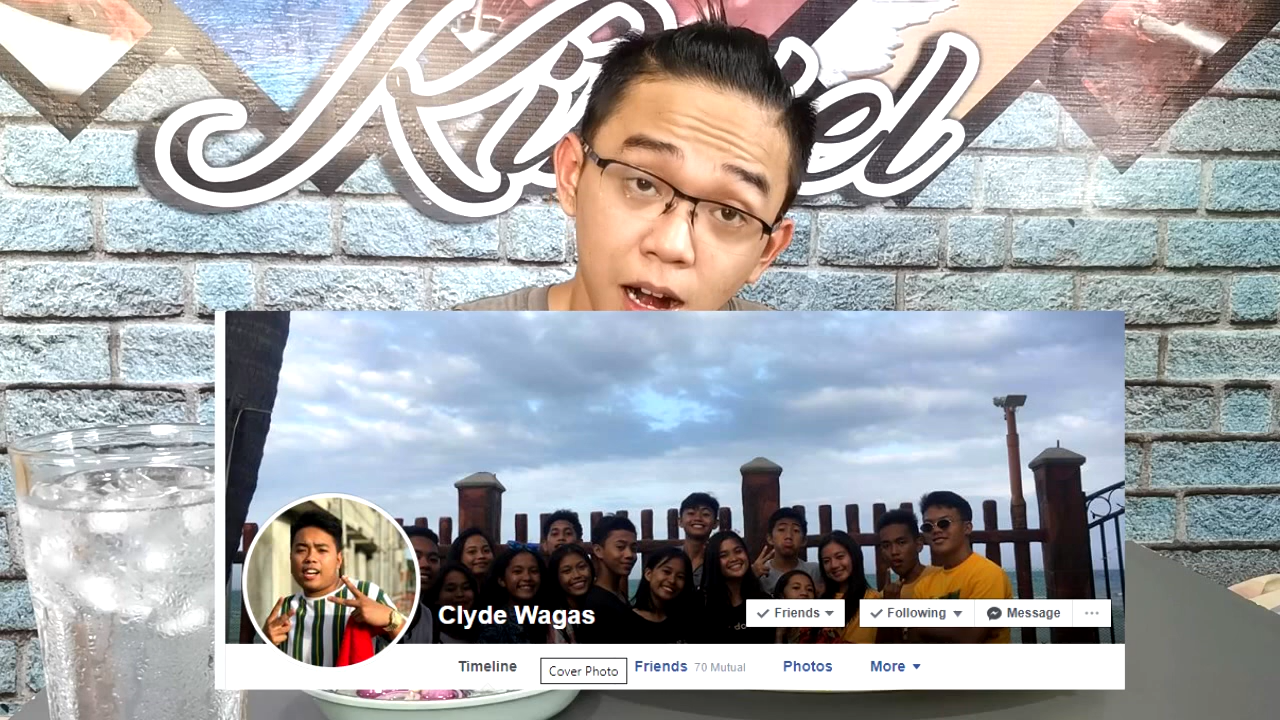 Clyde Wagas
Friends
Following
Message
Timeline
Cover Photo
Friends 70 Mutual
Photos
More